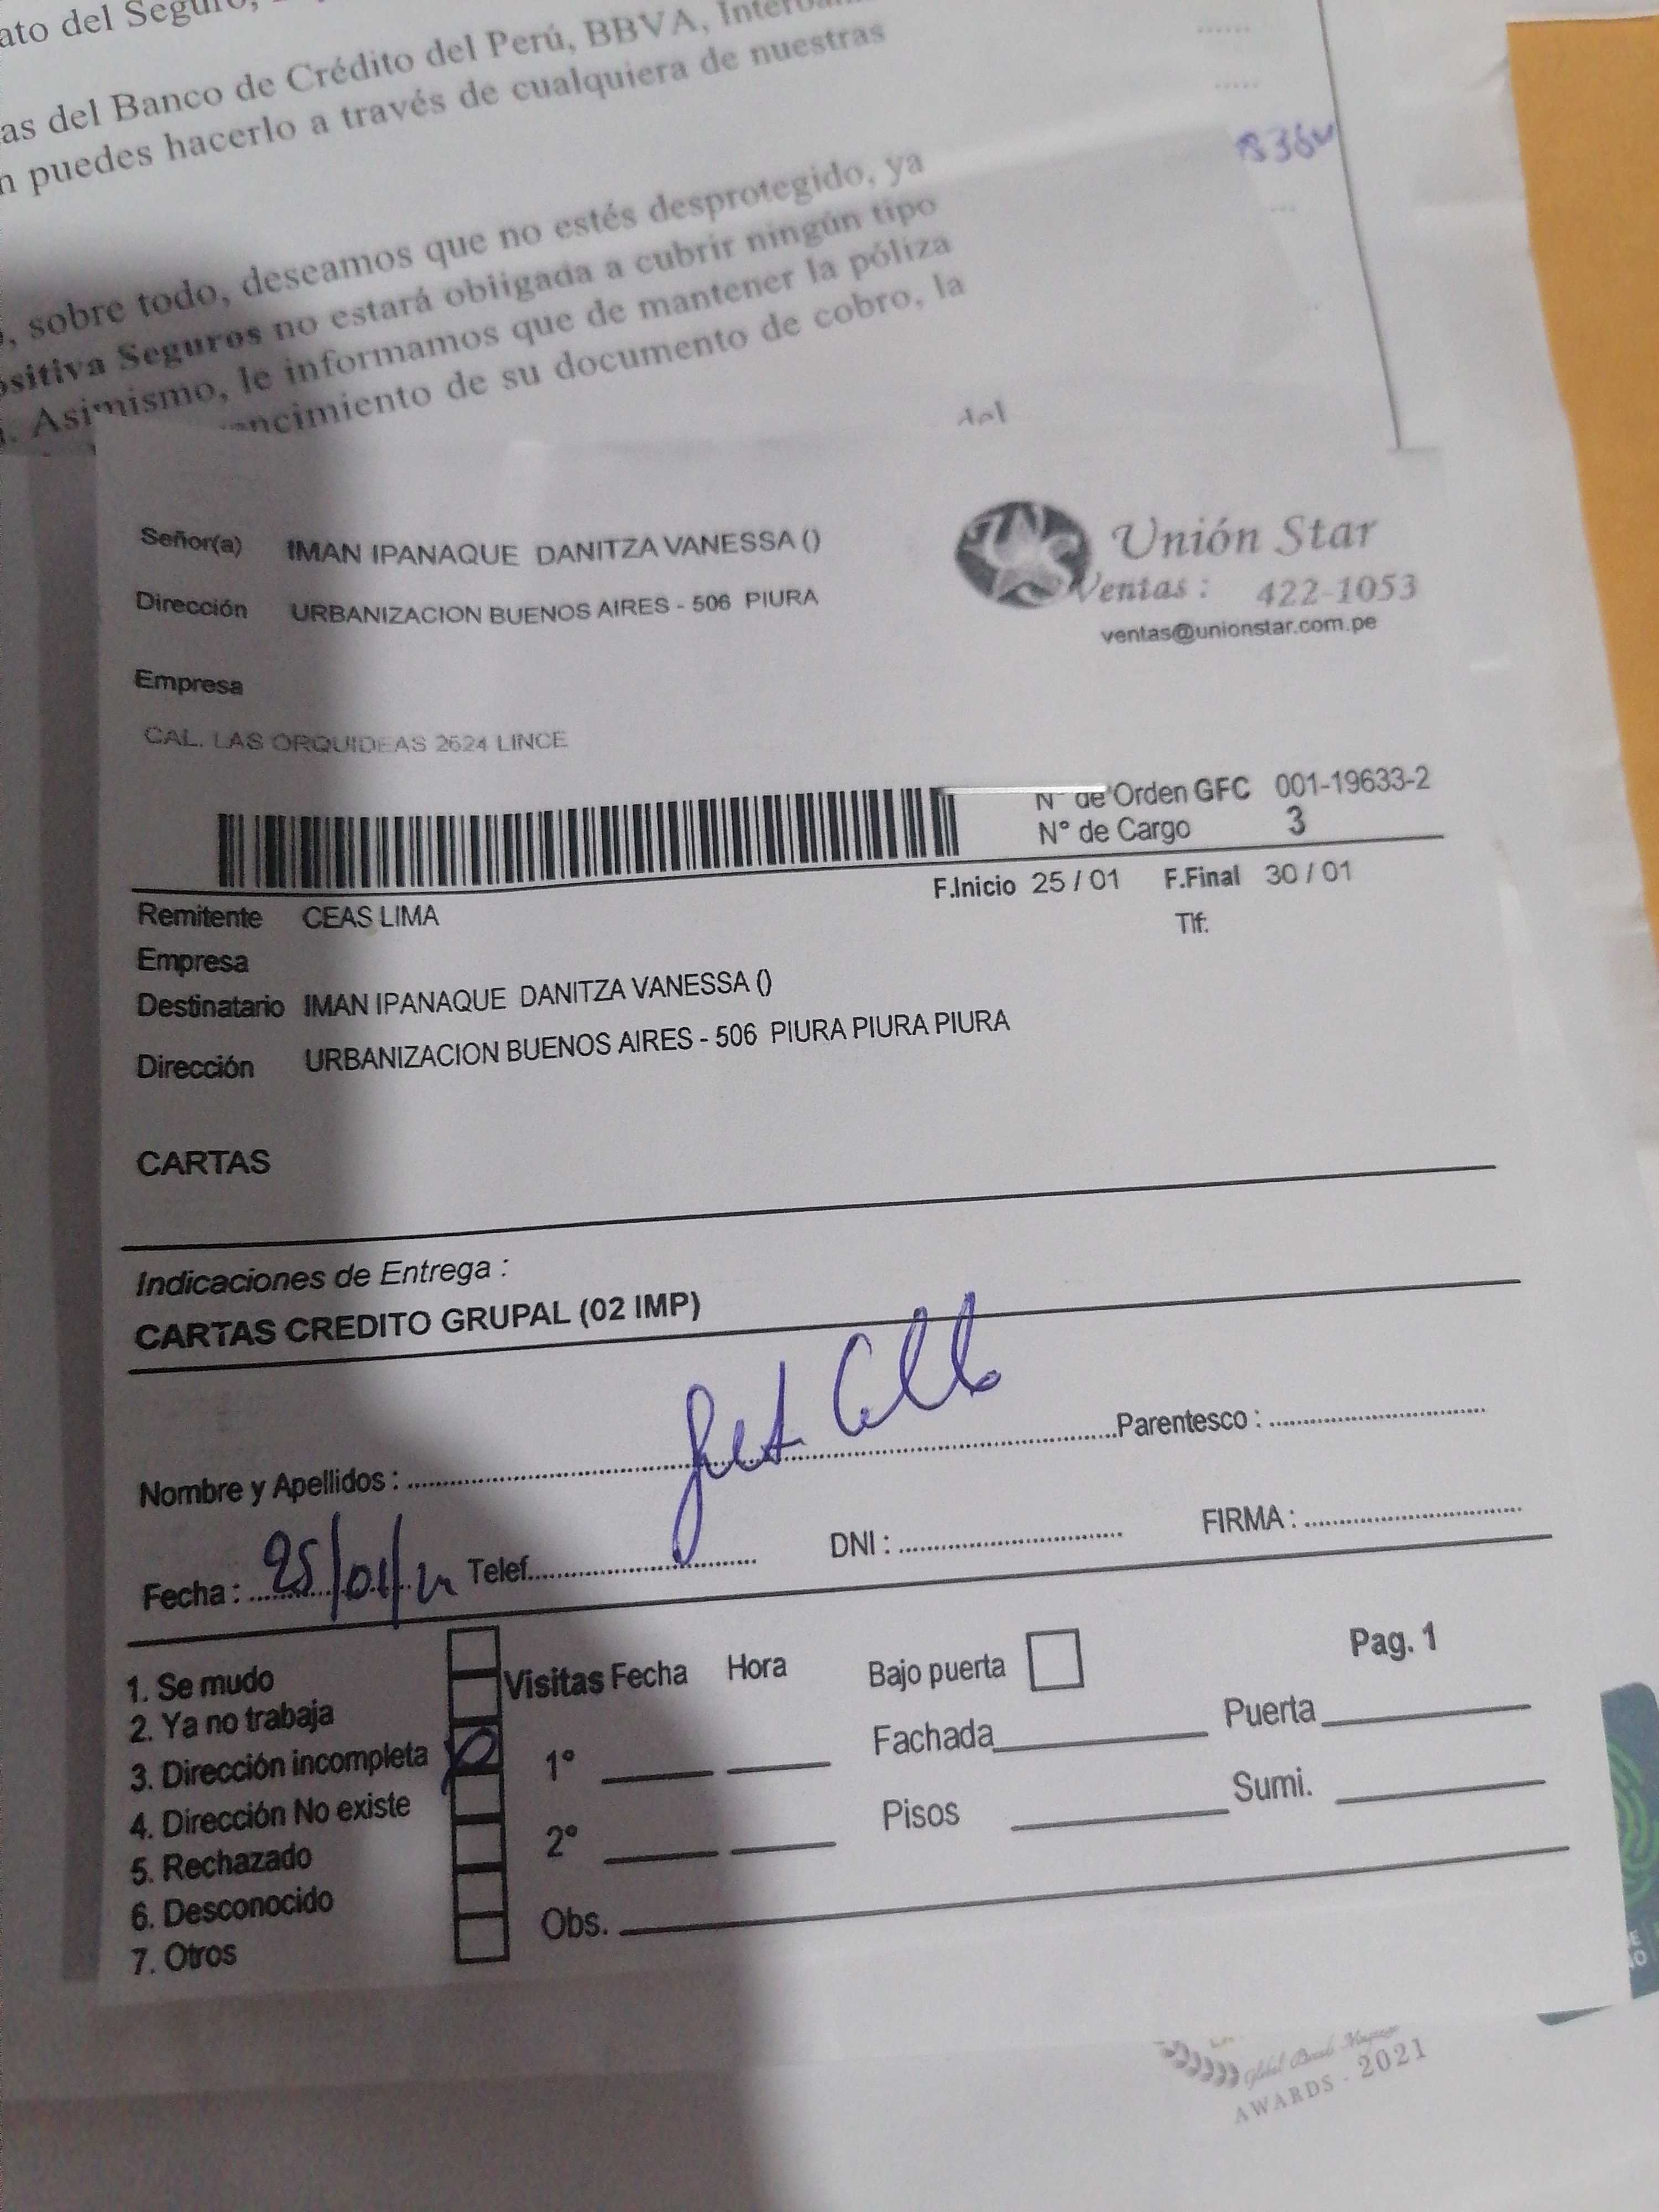 ato del Seguro,
as del Banco de Crédito del Perú, BBVA,
n puedes hacerlo a través de cualquiera de nuestras
, sobre todo, deseamos que no estés desprotegido, ya
ositiva Seguros no estará obligada a cubrir ningún tipo
. Asimismo, le informamos que de mantener la póliza
encimiento de su documento de cobro, la
del
Señor(a) IMAN IPANAQUE DANITZA VANESSA ()
Dirección URBANIZACION BUENOS AIRES - 506 PIURA
Unión Star
Ventas : 422-1053
ventas@unionstar.com.pe
Empresa
CAL. LAS ORQUIDEAS 2624 LINCE
N° de Orden GFC 001-19633-2
N° de Cargo 3
F.Inicio 25 / 01 F.Final 30 / 01
Remitente CEAS LIMA
Tlf:
Empresa
Destinatario IMAN IPANAQUE DANITZA VANESSA ()
Dirección URBANIZACION BUENOS AIRES - 506 PIURA PIURA PIURA
CARTAS
Indicaciones de Entrega :
CARTAS CREDITO GRUPAL (02 IMP)
Nombre y Apellidos : Parentesco :
Fecha : 25/01/ Telef. DNI : FIRMA :
1. Se mudo
2. Ya no trabaja
3. Dirección incompleta
4. Dirección No existe
5. Rechazado
6. Desconocido
7. Otros
Visitas Fecha Hora
1°
2°
Obs.
Bajo puerta
Pag. 1
Fachada Puerta
Pisos Sumi.
AWARDS - 2021